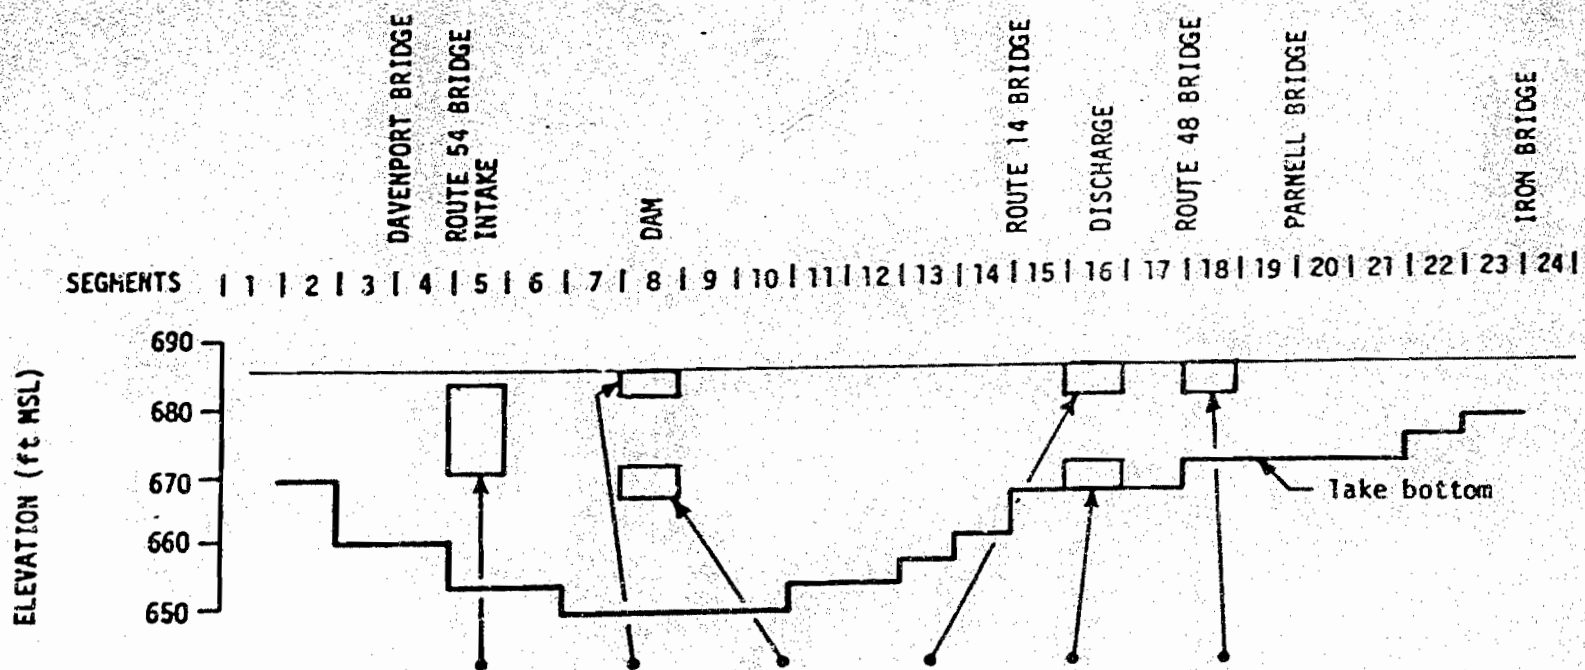 DAVENPORT BRIDGE
ROUTE 54 BRIDGE
INTAKE
DAM
ROUTE 14 BRIDGE
DISCHARGE
ROUTE 48 BRIDGE
PARNELL BRIDGE
IRON BRIDGE
SEGMENTS | 1 | 2 | 3 | 4 | 5 | 6 | 7 | 8 | 9 | 10 | 11 | 12 | 13 | 14 | 15 | 16 | 17 | 18 | 19 | 20 | 21 | 22 | 23 | 24 |
ELEVATION (ft MSL)
690
680
670
660
650
lake bottom